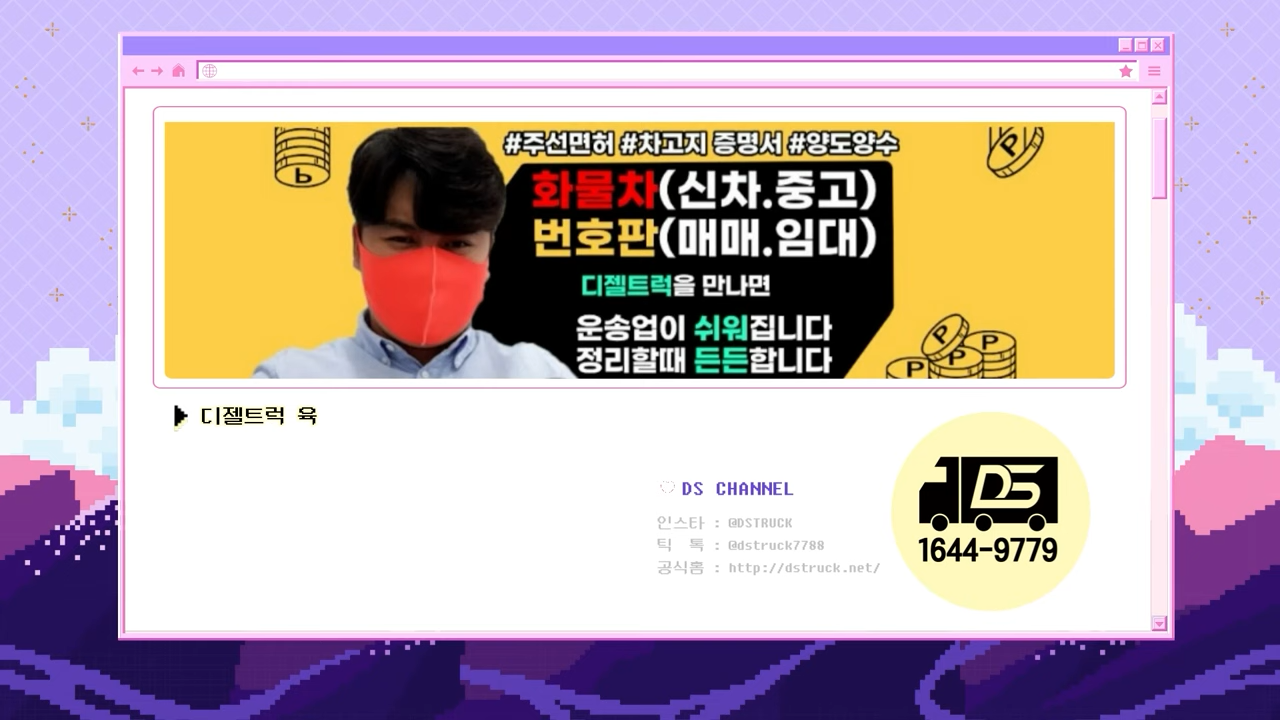 #주선면허 #차고지 증명서 #양도양수
화물차(신차.중고)
번호판(매매.임대)
디젤트럭을 만나면
운송업이 쉬워집니다
정리할때 든든합니다
디젤트럭 육
DS CHANNEL
인스타 : @DSTRUCK
틱 톡 : @dstruck7788
공식홈 : http://dstruck.net/
DS
1644-9779
P
P
P
P